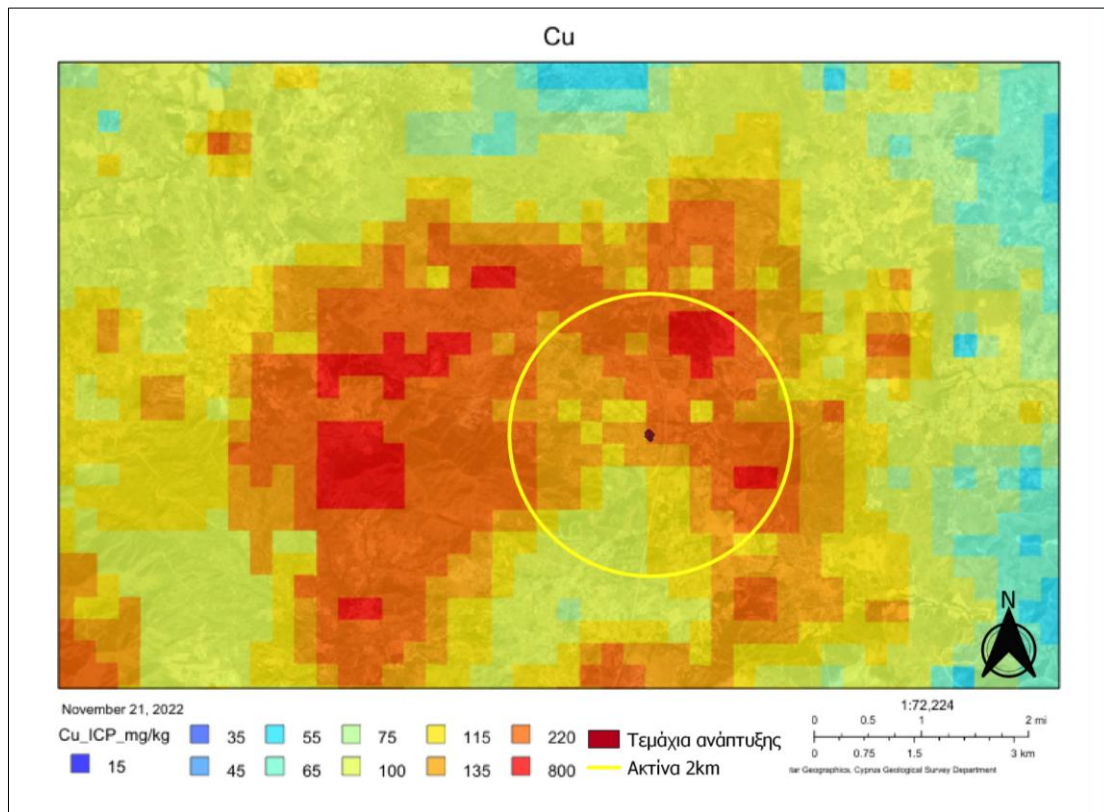 Cu
N
November 21, 2022
1:72,224
Cu_ICP_mg/kg
35 55 75 115 220 Τεμάχια ανάπτυξης
15 45 65 100 135 800 Ακτίνα 2km
0 0.5 1 2 mi
0 0.75 1.5 3 km
Geographics, Cyprus Geological Survey Department